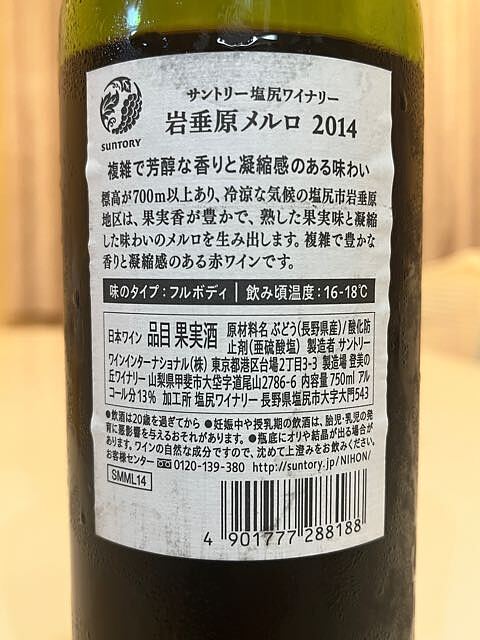 サントリー塩尻ワイナリー
SUNTORY
岩垂原メルロ 2014
複雑で芳醇な香りと凝縮感のある味わい
標高が700m以上あり、冷涼な気候の塩尻市岩垂原
地区は、果実香が豊かで、熟した果実味と凝縮
した味わいのメルロを生み出します。複雑で豊かな
香りと凝縮感のある赤ワインです。
味のタイプ:フルボディ | 飲み頃温度:16-18℃
日本ワイン 品目 果実酒 原材料名 ぶどう(長野県産)/酸化防
止剤(亜硫酸塩) 製造者 サントリー
ワインインターナショナル(株) 東京都港区台場2丁目3-3 製造場 登美の
丘ワイナリー 山梨県甲斐市大垈字道尾山2786-6 内容量 750ml アル
コール分 13% 加工所 塩尻ワイナリー 長野県塩尻市大字大門543
●飲酒は20歳を過ぎてから ●妊娠中や授乳期の飲酒は、胎児・乳児の発
育に悪影響を与えるおそれがあります。 ●瓶底にオリや結晶が出る場合が
あります。ワインの自然な成分ですので、沈めて上澄みをお飲みください。
お客様センター 0120-139-380 http://suntory.jp/NIHON/
SMML14
4 901777 288188